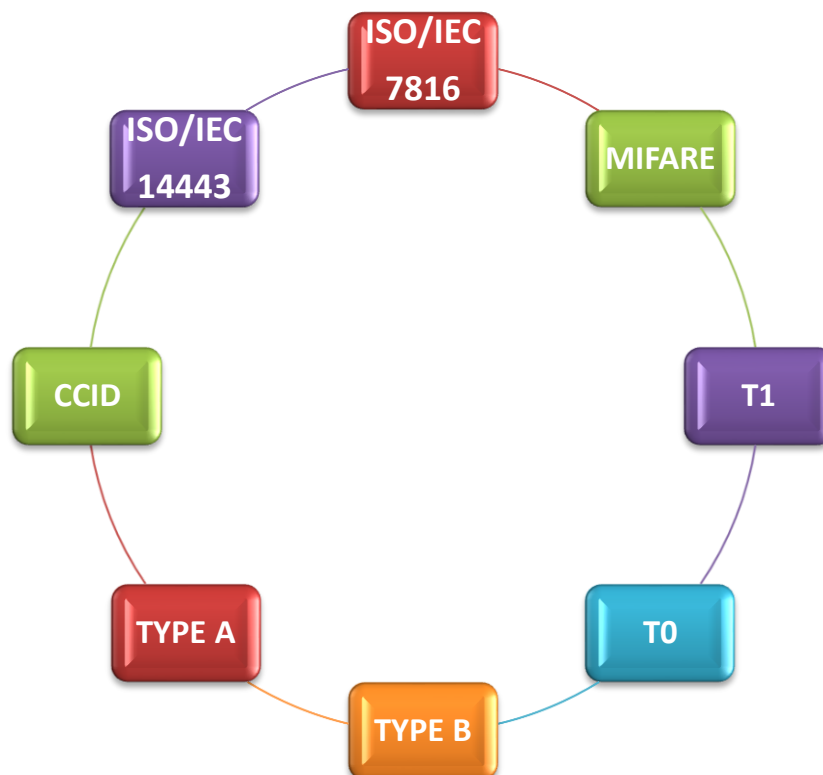 ISO/IEC
7816
MIFARE
T1
T0
TYPE B
TYPE A
CCID
ISO/IEC
14443